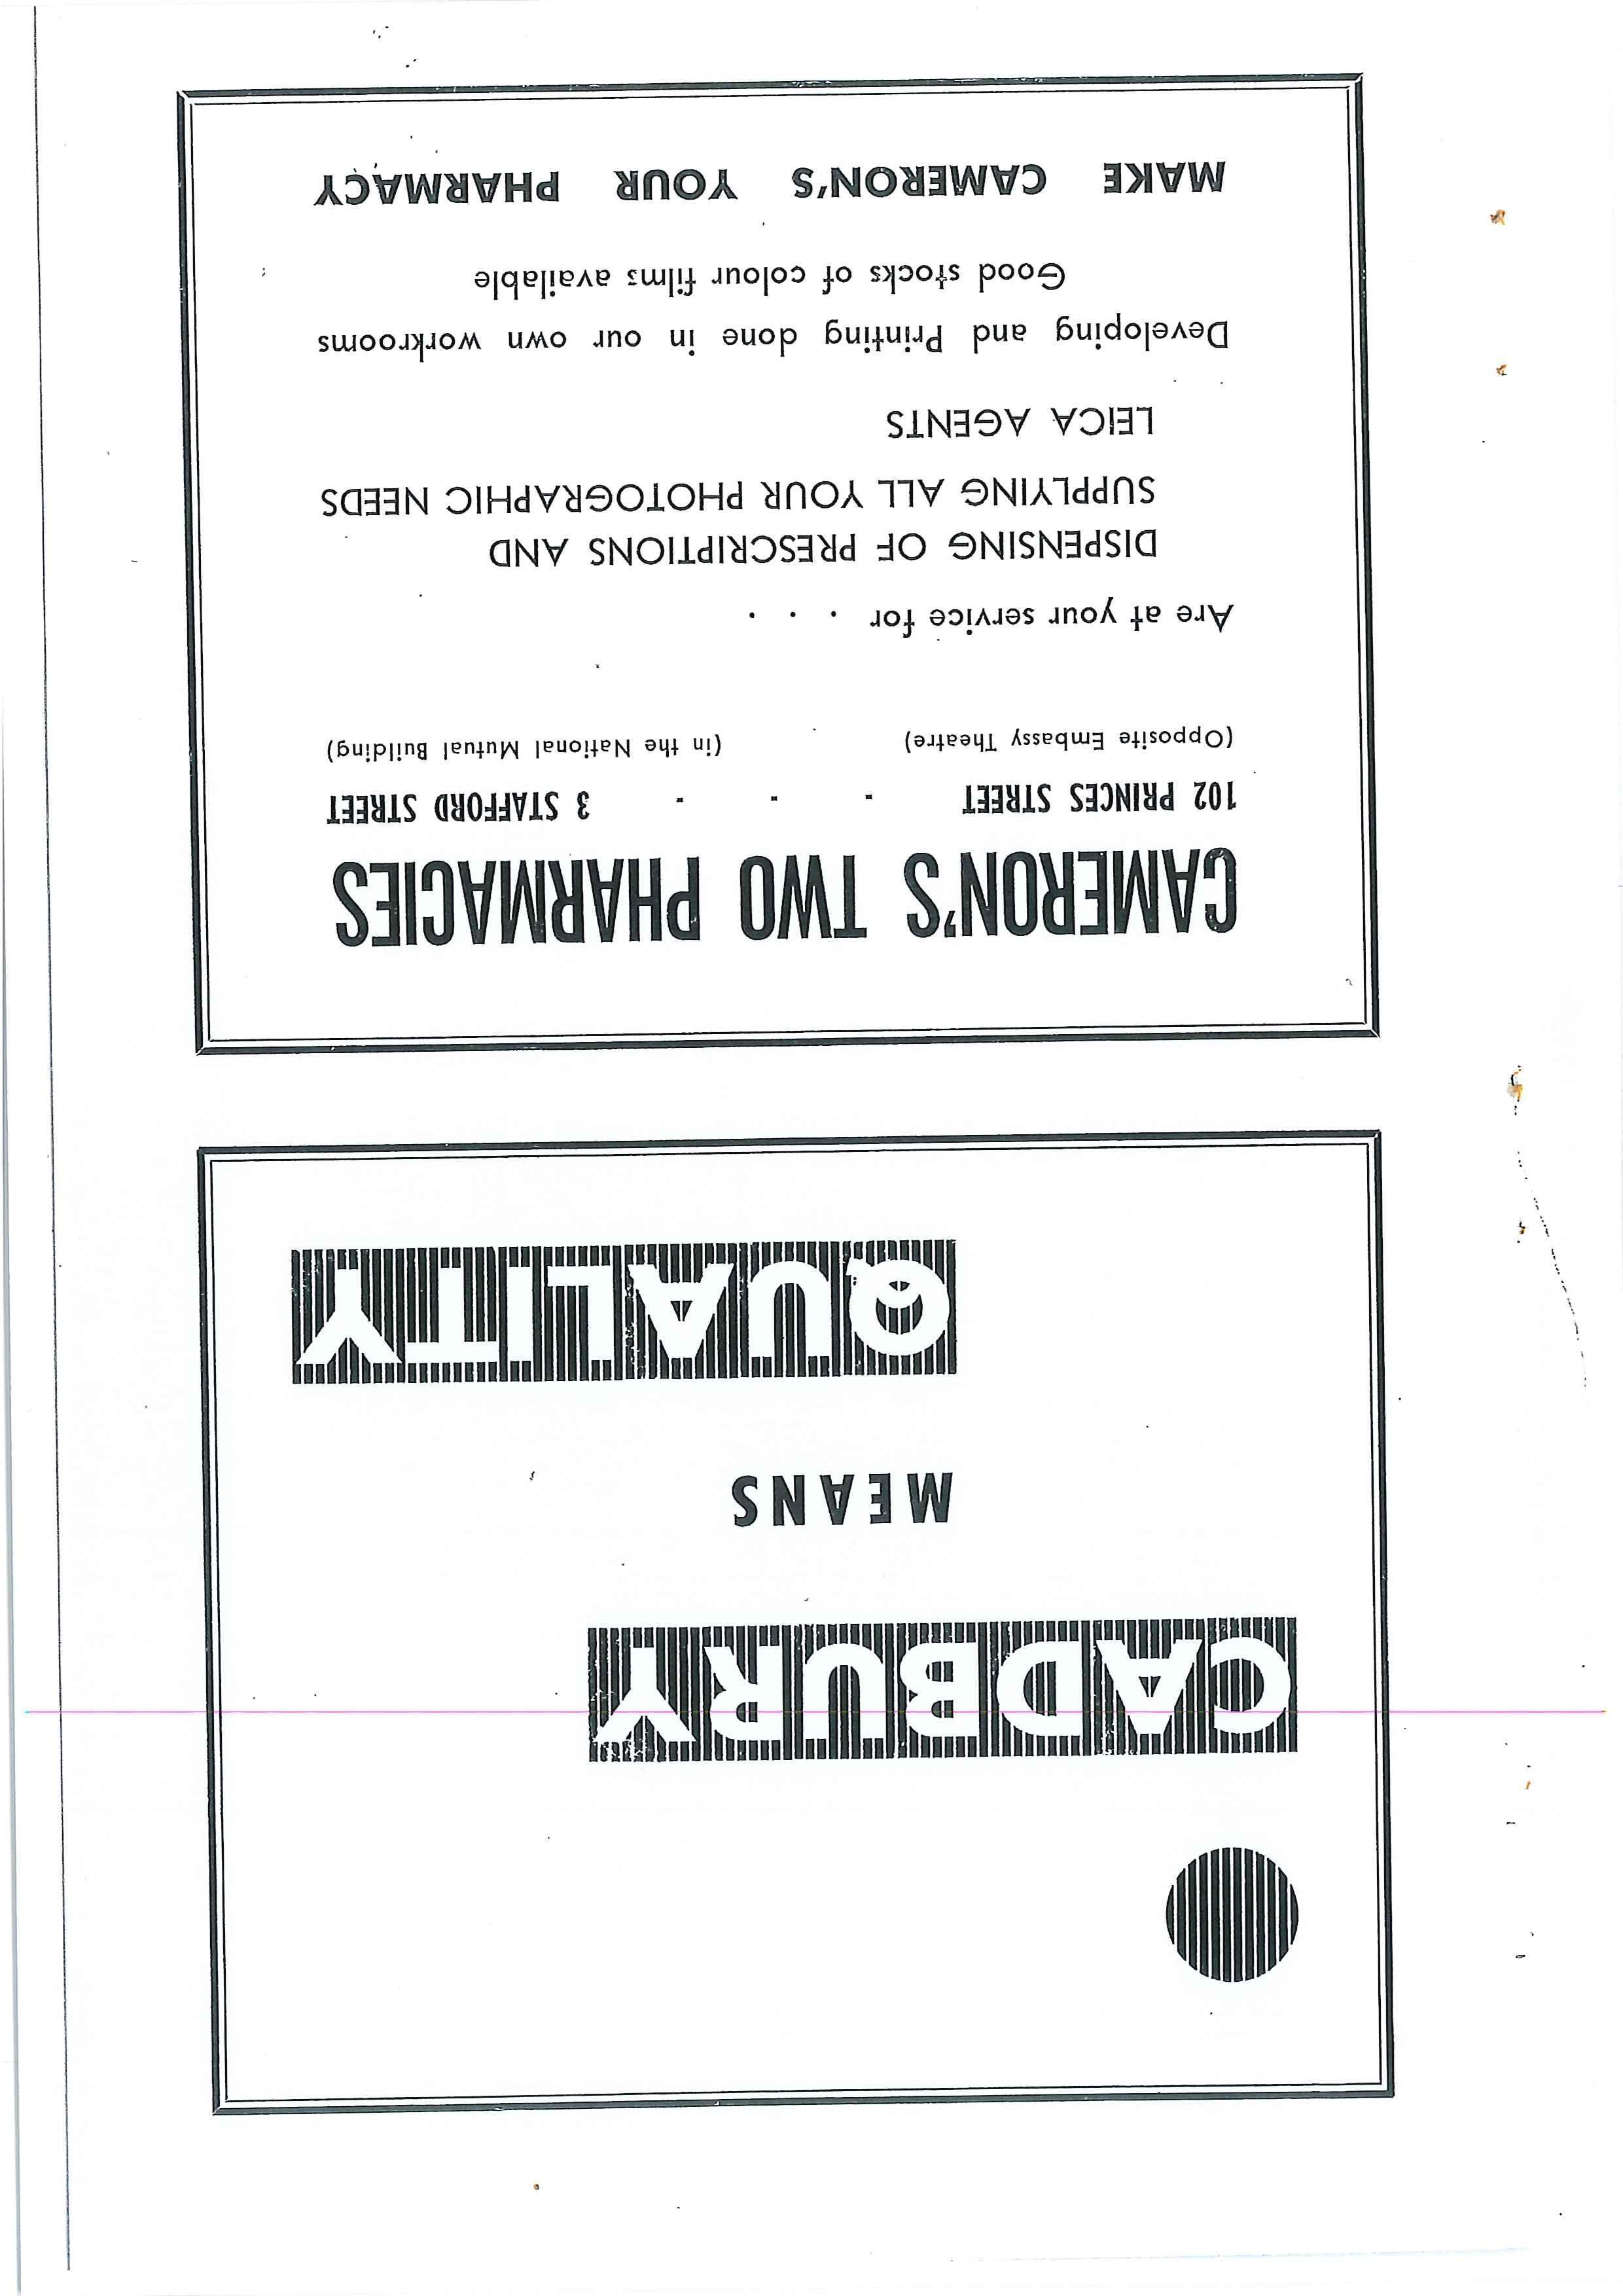 CADBURY
MEANS
QUALITY
CAMERON'S TWO PHARMACIES
102 PRINCES STREET - - - 3 STAFFORD STREET
(Opposite Embassy Theatre) (in the National Mutual Building)
Are at your service for . . .
DISPENSING OF PRESCRIPTIONS AND
SUPPLYING ALL YOUR PHOTOGRAPHIC NEEDS
LEICA AGENTS
Developing and Printing done in our own workrooms
Good stocks of colour films available
MAKE CAMERON'S YOUR PHARMACY